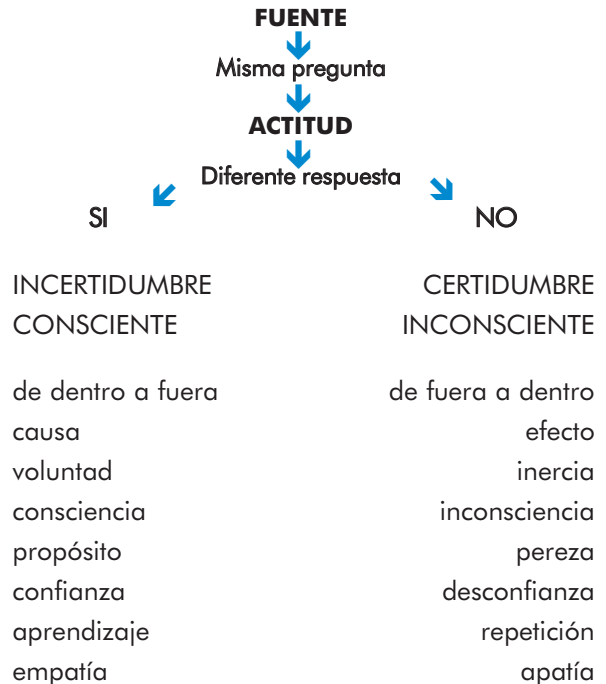 FUENTE
Misma pregunta
ACTITUD
Diferente respuesta
SI NO
INCERTIDUMBRE CERTIDUMBRE
CONSCIENTE INCONSCIENTE
de dentro a fuera de fuera a dentro
causa efecto
voluntad inercia
consciencia inconsciencia
propósito pereza
confianza desconfianza
aprendizaje repetición
empatía apatía